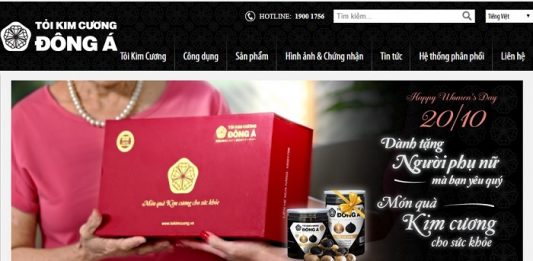 TỎI KIM CƯƠNG
ĐÔNG Á
HOTLINE: 1900 1756
Tìm kiếm...
Tiếng Việt
Tỏi Kim Cương
Công dụng
Sản phẩm
Hình ảnh & Chứng nhận
Tin tức
Hệ thống phân phối
Liên hệ
TỎI KIM CƯƠNG
ĐÔNG Á
Món quà Kim cương cho sức khỏe
www.toikimcuong.vn
Happy Women's Day
20/10
Dành tặng
Người phụ nữ
mà bạn yêu quý
Món quà
Kim cương
cho sức khỏe
ĐÔNG Á
ĐÔNG Á